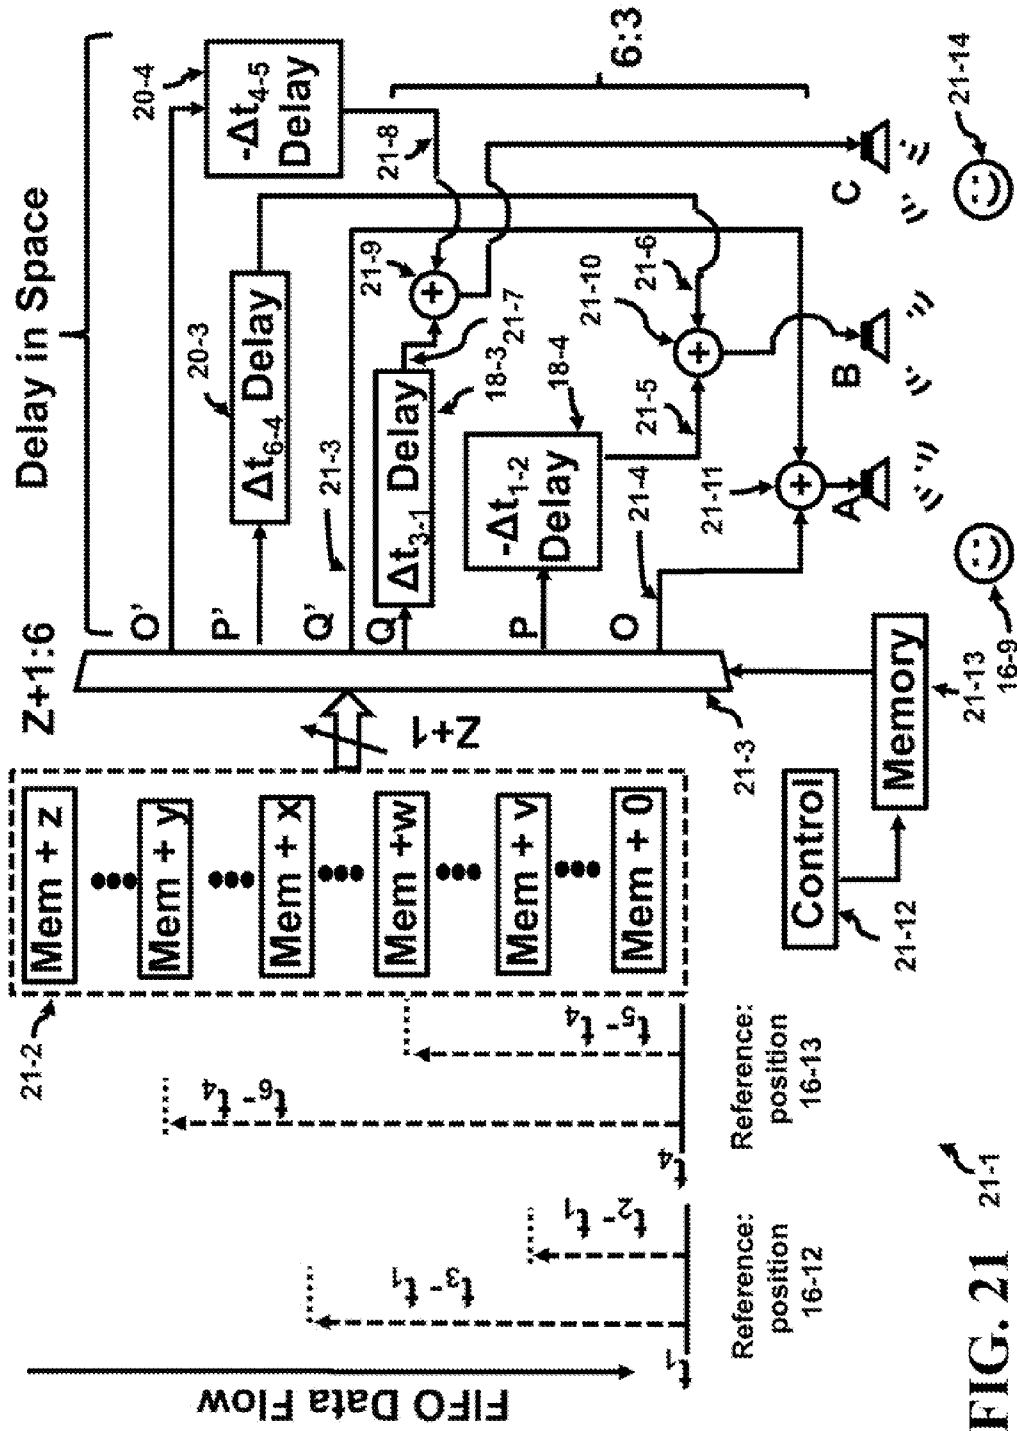 Delay in Space
20-4
-Δt4-5
Delay
Z+1:6
O'
20-3
Δt6-4 Delay
P'
21-3
Q'
21-8
21-9
+
6:3
Δt3-1 Delay
Q
21-7
18-3
21-10
21-6
+
-Δt1-2
Delay
P
18-4
21-5
21-4
O
21-11
+
A
B
C
21-14
16-9
21-2
Mem + z
Mem + y
Mem + x
Mem +w
Mem + v
Mem + 0
Z+1
21-3
Control
21-12
Memory
21-13
t5- t4
t6- t4
t4
Reference:
position
16-13
t2- t1
t3- t1
t1
Reference:
position
16-12
FIFO Data Flow
21-1
FIG. 21